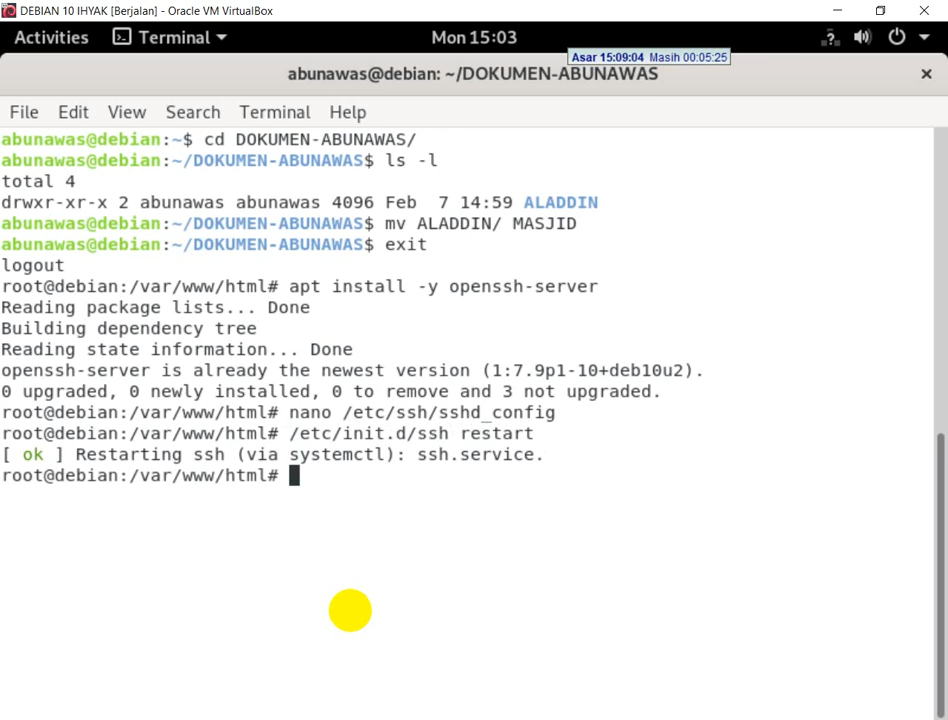 DEBIAN 10 IHYAK [Berjalan] - Oracle VM VirtualBox
Activities Terminal Mon 15:03
Asar 15:09:04 Masih 00:05:25
abunawas@debian: ~/DOKUMEN-ABUNAWAS
File Edit View Search Terminal Help
abunawas@debian:~$ cd DOKUMEN-ABUNAWAS/
abunawas@debian:~/DOKUMEN-ABUNAWAS$ ls -l
total 4
drwxr-xr-x 2 abunawas abunawas 4096 Feb  7 14:59 ALADDIN
abunawas@debian:~/DOKUMEN-ABUNAWAS$ mv ALADDIN/ MASJID
abunawas@debian:~/DOKUMEN-ABUNAWAS$ exit
logout
root@debian:/var/www/html# apt install -y openssh-server
Reading package lists... Done
Building dependency tree
Reading state information... Done
openssh-server is already the newest version (1:7.9p1-10+deb10u2).
0 upgraded, 0 newly installed, 0 to remove and 3 not upgraded.
root@debian:/var/www/html# nano /etc/ssh/sshd_config
root@debian:/var/www/html# /etc/init.d/ssh restart
[ ok ] Restarting ssh (via systemctl): ssh.service.
root@debian:/var/www/html#